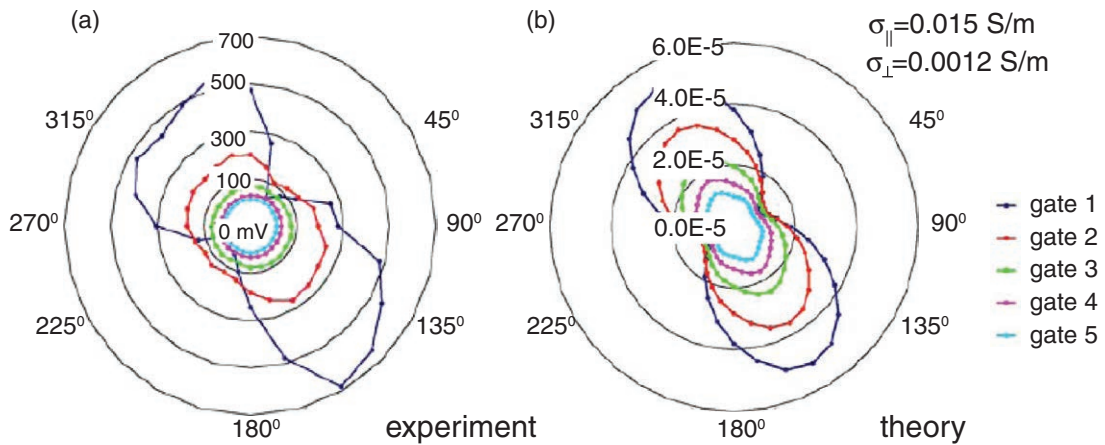 (a)
700
500
300
100
0 mV
45⁰
90⁰
135⁰
180⁰
225⁰
270⁰
315⁰
experiment
(b)
6.0E-5
4.0E-5
2.0E-5
0.0E-5
45⁰
90⁰
135⁰
180⁰
225⁰
270⁰
315⁰
theory
σ∥=0.015 S/m
σ⊥=0.0012 S/m
gate 1
gate 2
gate 3
gate 4
gate 5